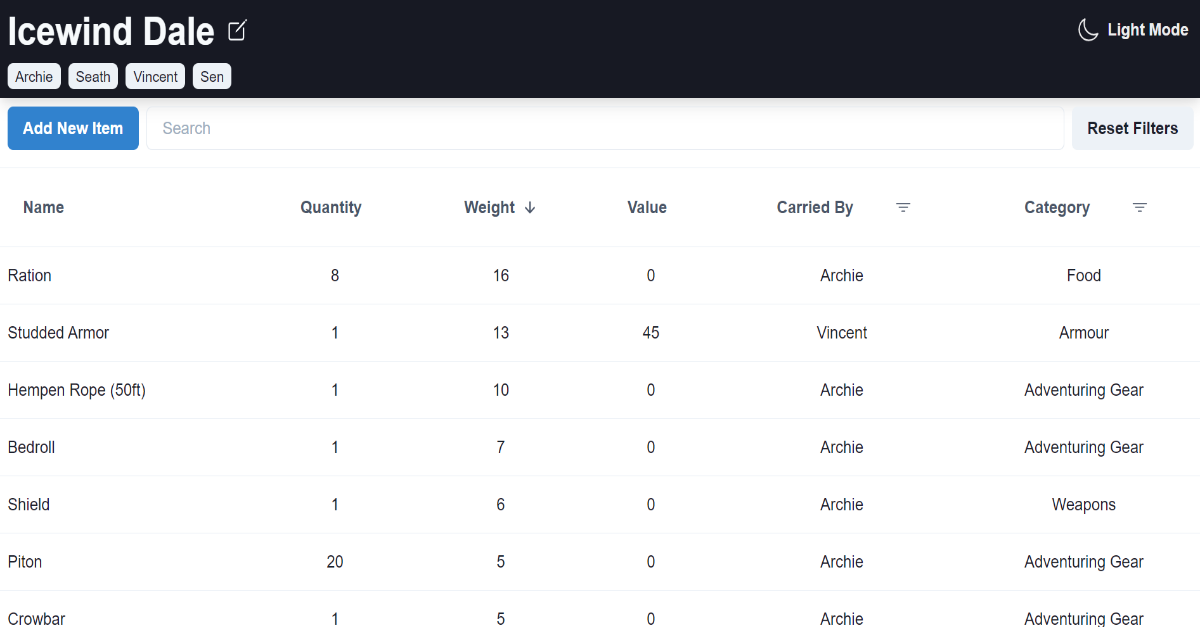 Icewind Dale
Light Mode
Archie Seath Vincent Sen
Add New Item Search Reset Filters
Name Quantity Weight Value Carried By Category
Ration 8 16 0 Archie Food
Studded Armor 1 13 45 Vincent Armour
Hempen Rope (50ft) 1 10 0 Archie Adventuring Gear
Bedroll 1 7 0 Archie Adventuring Gear
Shield 1 6 0 Archie Weapons
Piton 20 5 0 Archie Adventuring Gear
Crowbar 1 5 0 Archie Adventuring Gear